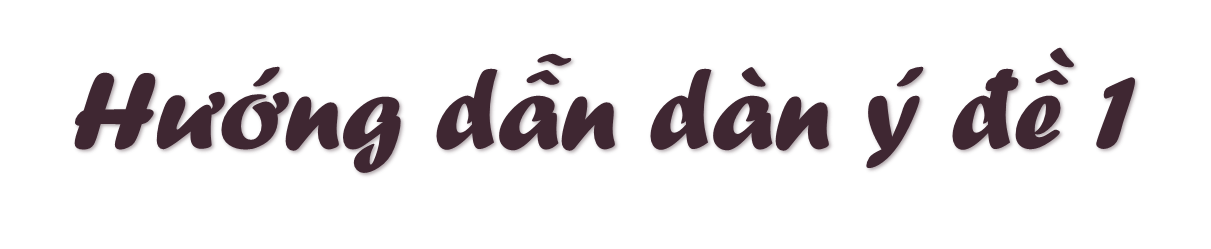 Hướng dẫn dàn ý đề 1